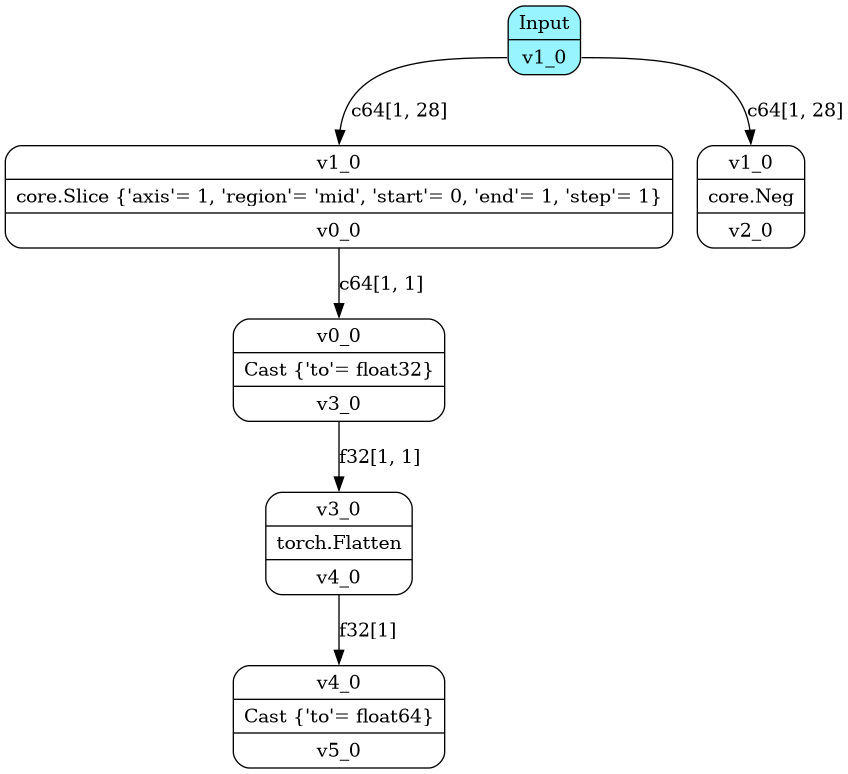 Input
v1_0
c64[1, 28]
c64[1, 28]
v1_0
core.Slice {'axis'= 1, 'region'= 'mid', 'start'= 0, 'end'= 1, 'step'= 1}
v0_0
v1_0
core.Neg
v2_0
c64[1, 1]
v0_0
Cast {'to'= float32}
v3_0
f32[1, 1]
v3_0
torch.Flatten
v4_0
f32[1]
v4_0
Cast {'to'= float64}
v5_0